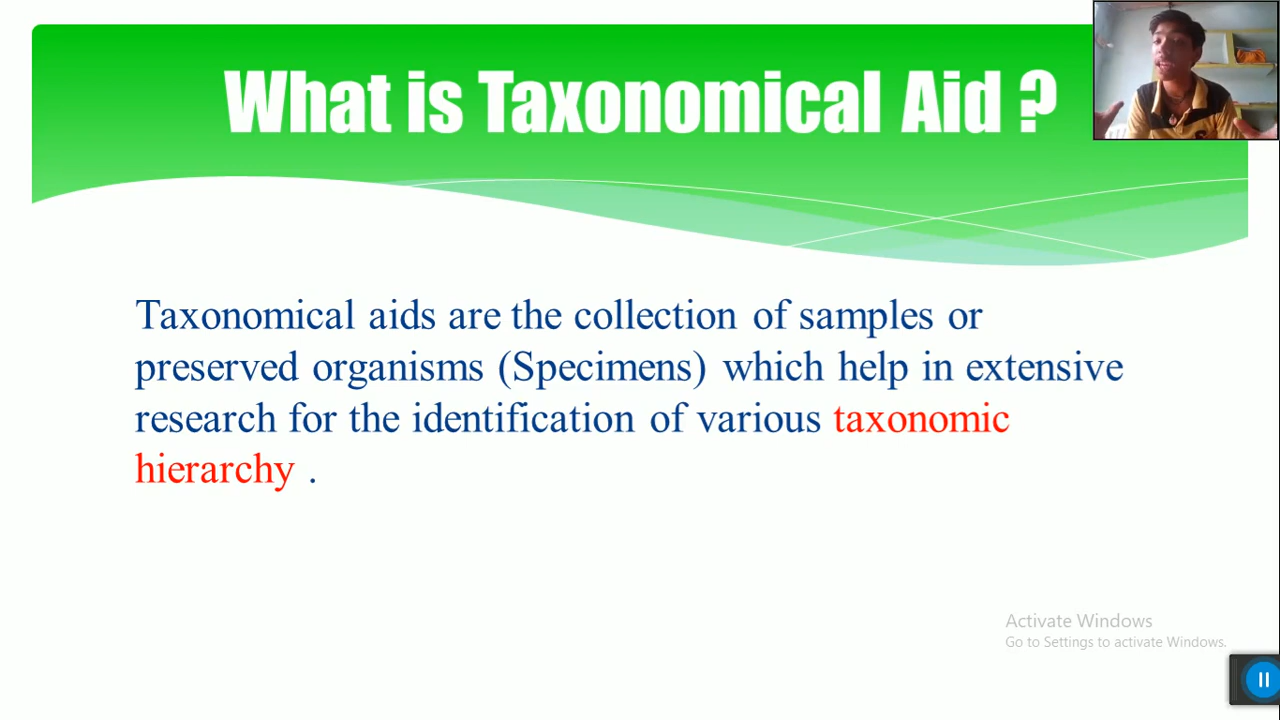 What is Taxonomical Aid ?
Taxonomical aids are the collection of samples or
preserved organisms (Specimens) which help in extensive
research for the identification of various taxonomic
hierarchy .
Activate Windows
Go to Settings to activate Windows.